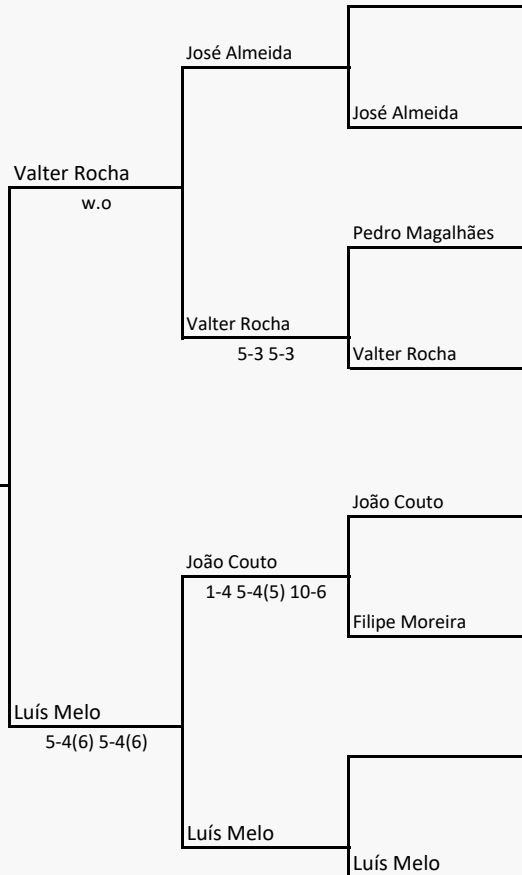 José Almeida
José Almeida
Valter Rocha
w.o
Pedro Magalhães
Valter Rocha
5-3 5-3
Valter Rocha
João Couto
João Couto
1-4 5-4(5) 10-6
Filipe Moreira
Luís Melo
5-4(6) 5-4(6)
Luís Melo
Luís Melo